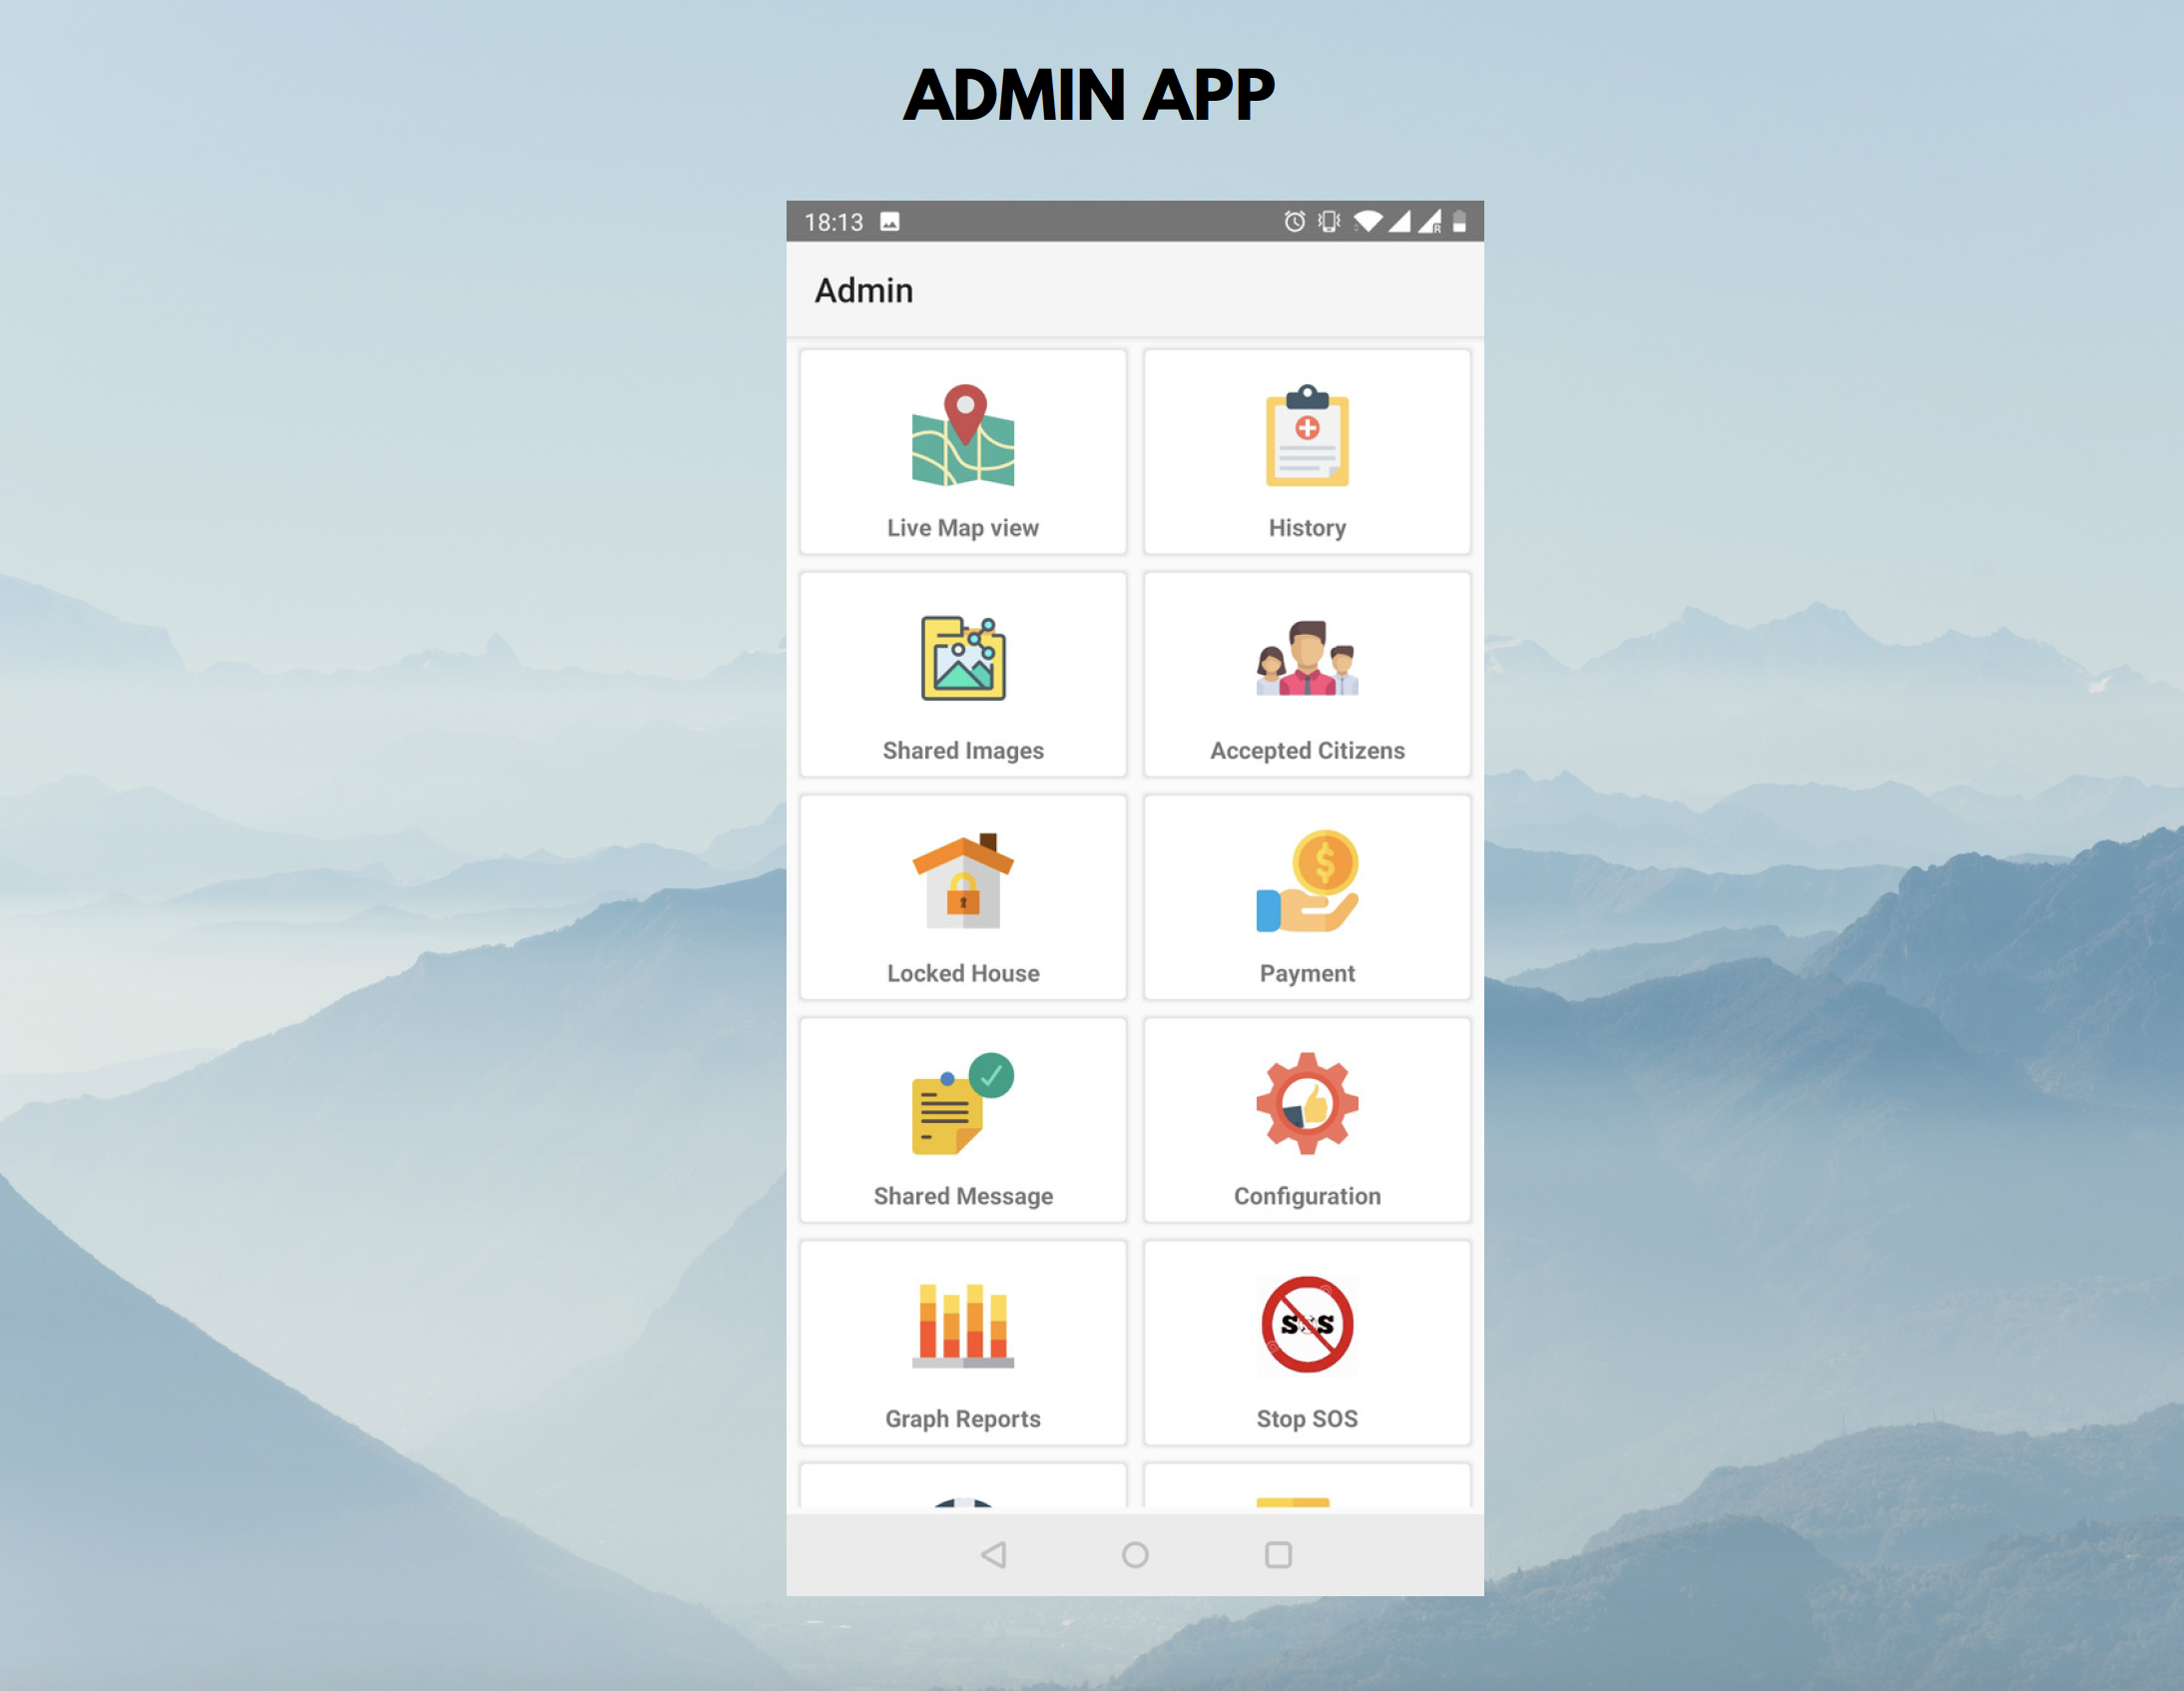 ADMIN APP
18:13
Admin
Live Map view
History
Shared Images
Accepted Citizens
Locked House
Payment
Shared Message
Configuration
Graph Reports
SOS
Stop SOS